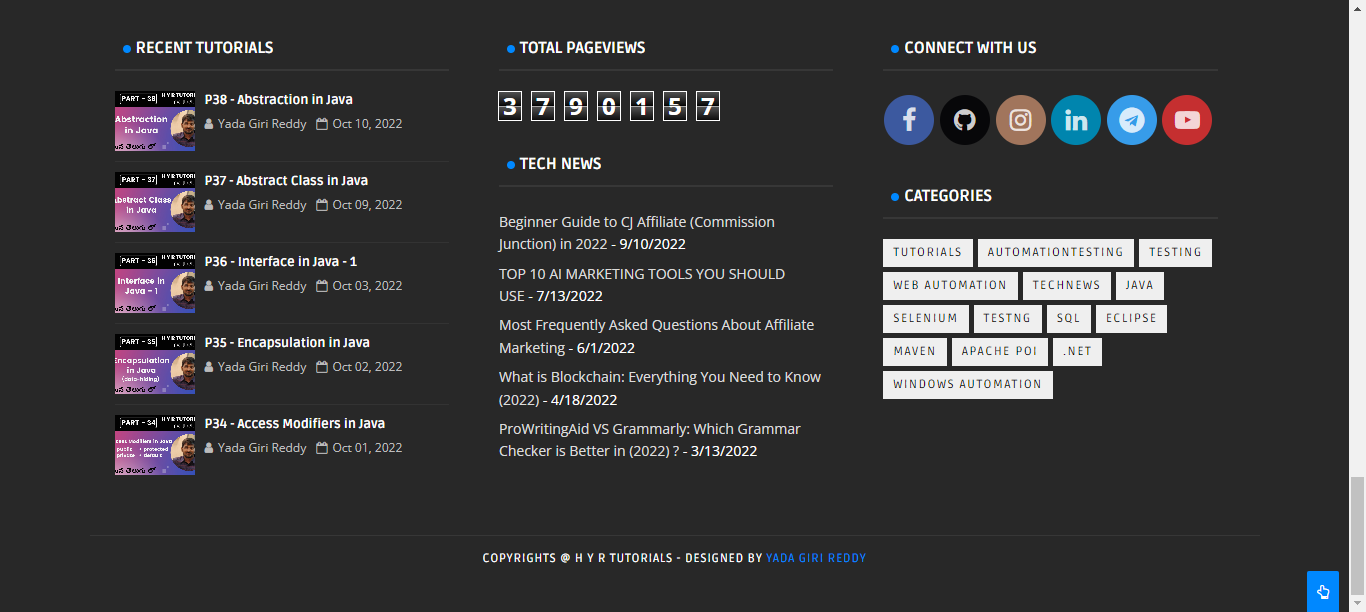 RECENT TUTORIALS
[PART - 38]
H Y R TUTORI
Abstraction
in Java
P38 - Abstraction in Java
Yada Giri Reddy Oct 10, 2022
[PART - 37]
H Y R TUTORI
Abstract Class
in Java
P37 - Abstract Class in Java
Yada Giri Reddy Oct 09, 2022
[PART - 36]
H Y R TUTORI
Interface in
Java - 1
P36 - Interface in Java - 1
Yada Giri Reddy Oct 03, 2022
[PART - 35]
H Y R TUTORI
Encapsulation
in Java
(data-hiding)
P35 - Encapsulation in Java
Yada Giri Reddy Oct 02, 2022
[PART - 34]
H Y R TUTORI
cess Modifiers in Java
public protected
private default
P34 - Access Modifiers in Java
Yada Giri Reddy Oct 01, 2022
TOTAL PAGEVIEWS
3 7 9 0 1 5 7
TECH NEWS
Beginner Guide to CJ Affiliate (Commission
Junction) in 2022 - 9/10/2022
TOP 10 AI MARKETING TOOLS YOU SHOULD
USE - 7/13/2022
Most Frequently Asked Questions About Affiliate
Marketing - 6/1/2022
What is Blockchain: Everything You Need to Know
(2022) - 4/18/2022
ProWritingAid VS Grammarly: Which Grammar
Checker is Better in (2022) ? - 3/13/2022
CONNECT WITH US
CATEGORIES
TUTORIALS AUTOMATIONTESTING TESTING
WEB AUTOMATION TECHNEWS JAVA
SELENIUM TESTNG SQL ECLIPSE
MAVEN APACHE POI .NET
WINDOWS AUTOMATION
COPYRIGHTS @ H Y R TUTORIALS - DESIGNED BY YADA GIRI REDDY